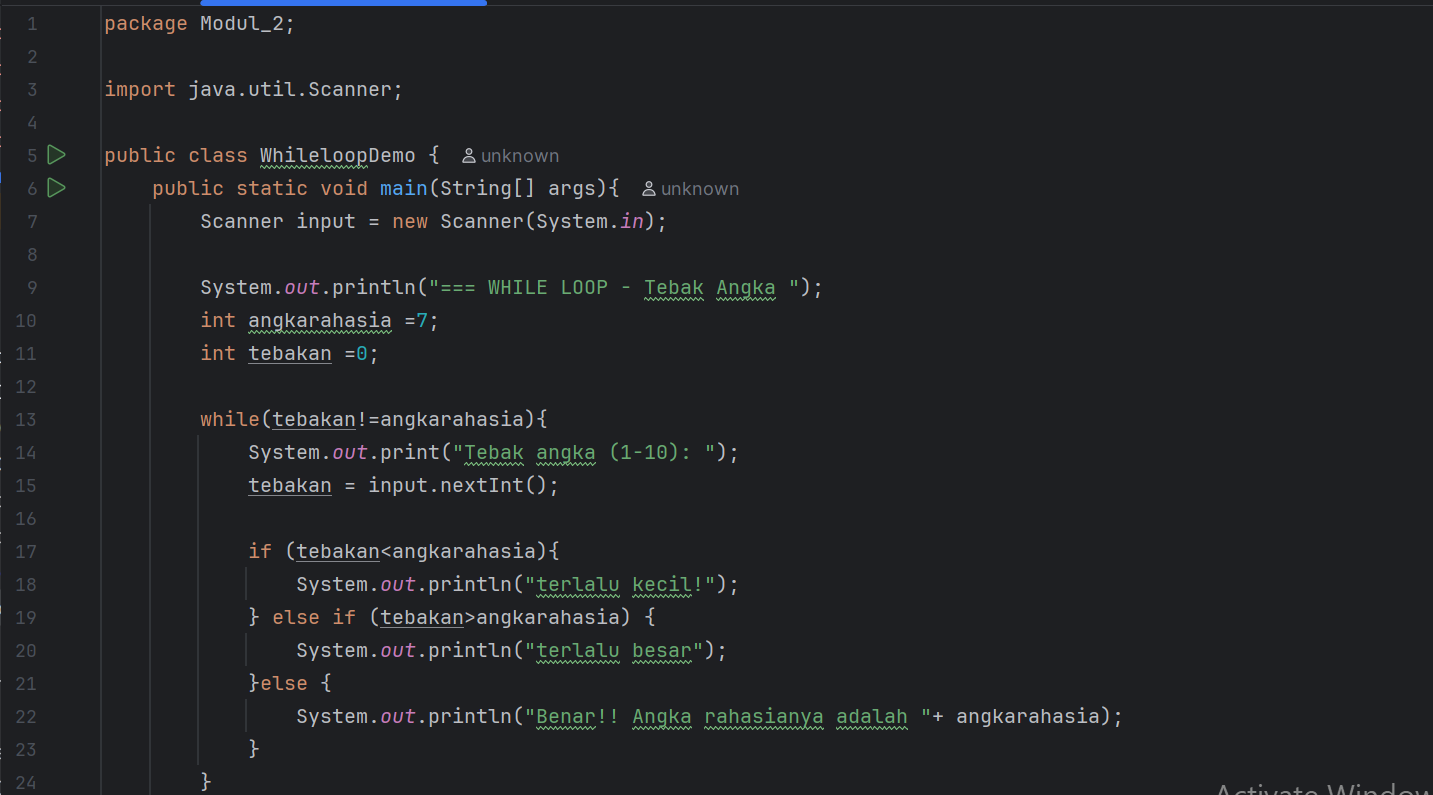 1 package Modul_2;
2
3 import java.util.Scanner;
4
5 public class WhileloopDemo { unknown
6 public static void main(String[] args){ unknown
7 Scanner input = new Scanner(System.in);
8
9 System.out.println("=== WHILE LOOP - Tebak Angka ");
10 int angkarahasia =7;
11 int tebakan =0;
12
13 while(tebakan!=angkarahasia){
14 System.out.print("Tebak angka (1-10): ");
15 tebakan = input.nextInt();
16
17 if (tebakan<angkarahasia){
18 System.out.println("terlalu kecil!");
19 } else if (tebakan>angkarahasia) {
20 System.out.println("terlalu besar");
21 }else {
22 System.out.println("Benar!! Angka rahasianya adalah "+ angkarahasia);
23 }
24 }
Activate Window